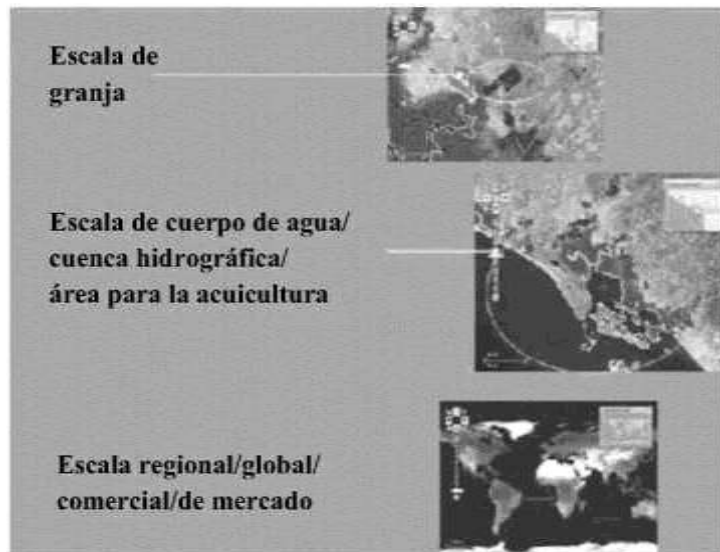 Escala de
granja
Escala de cuerpo de agua/
cuenca hidrográfica/
área para la acuicultura
Escala regional/global/
comercial/de mercado